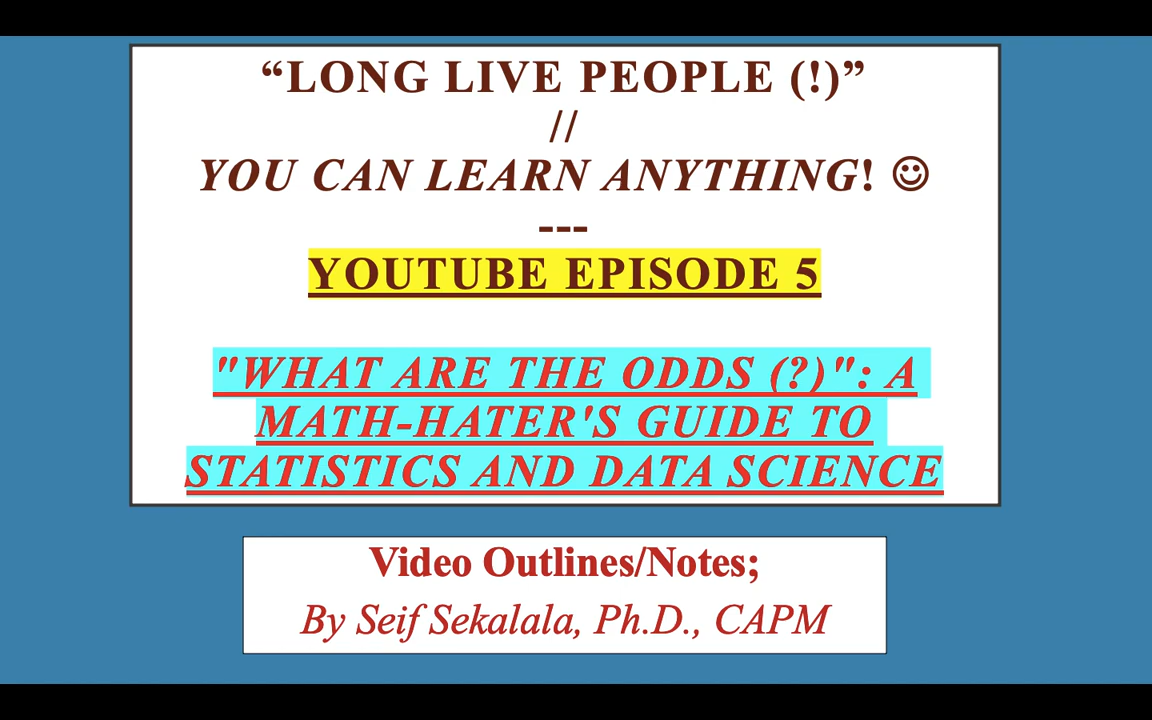 “LONG LIVE PEOPLE (!)”
//
YOU CAN LEARN ANYTHING! ☺
---
YOUTUBE EPISODE 5
"WHAT ARE THE ODDS (?)": A
MATH-HATER'S GUIDE TO
STATISTICS AND DATA SCIENCE
Video Outlines/Notes;
By Seif Sekalala, Ph.D., CAPM